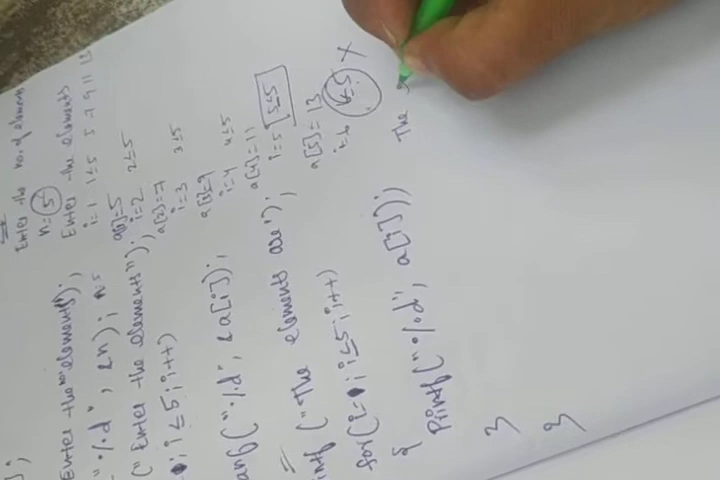 Enter the no. of elements
n=5
Enter the elements
i=1 1≤5 5 7 9 11 13
a[1]=5
i=2 2≤5
a[2]=7
i=3 3≤5
a[3]=9
i=4 4≤5
a[4]=11
i=5 5≤5
a[5]=13
i=6 6≤5 X
The
];
Enter the no. elements");
"%d", &n); n≤
("Enter the elements");
; i≤5; i++)
anf("%d", &a[i]);
intf ("The elements are");
for(i= ; i≤5; i++)
{
Printf("%d", a[i]);
}
}